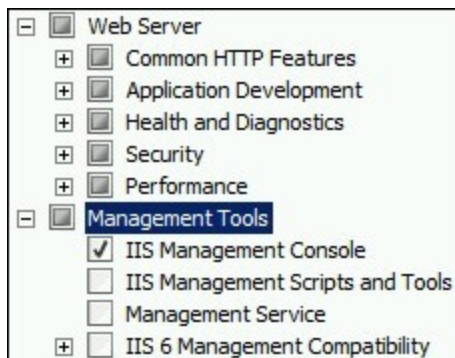 Web Server
Common HTTP Features
Application Development
Health and Diagnostics
Security
Performance
Management Tools
IIS Management Console
IIS Management Scripts and Tools
Management Service
IIS 6 Management Compatibility